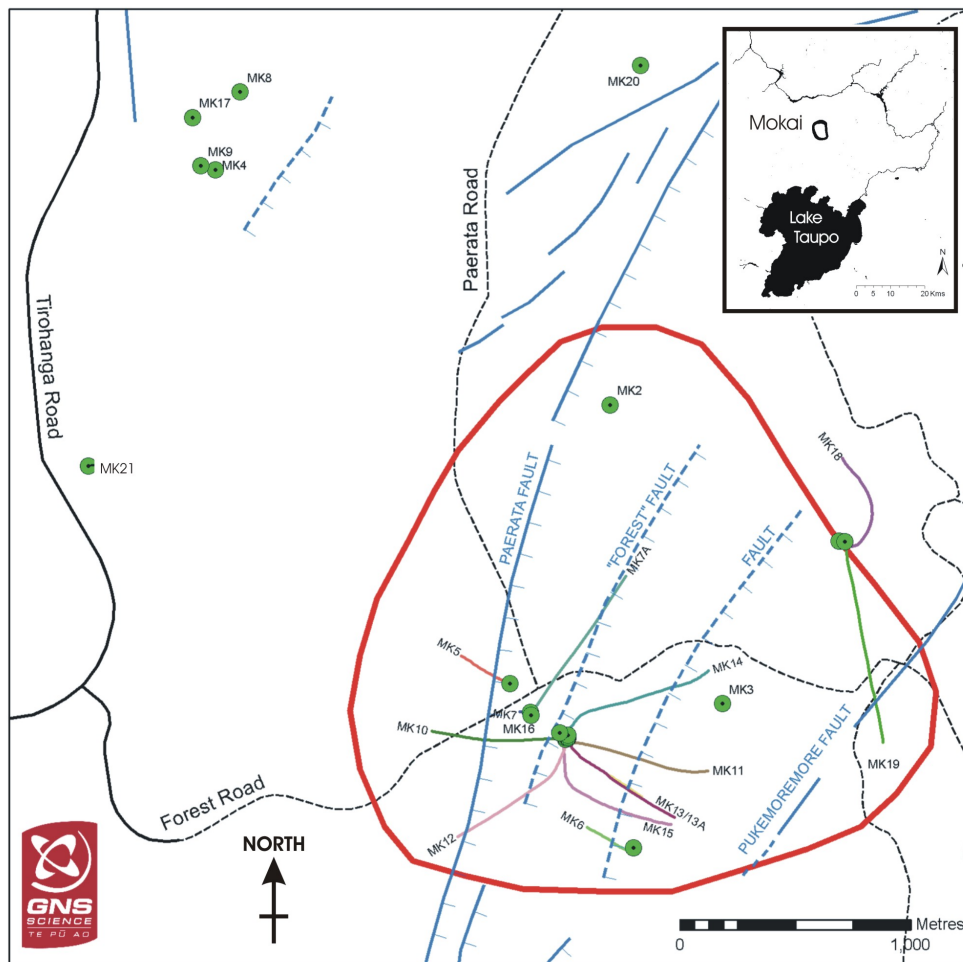 MK8
MK17
MK9
MK4
MK20
Mokai
Lake
Taupo
N
0 5 10 20 Kms
Paerata Road
Tirohanga Road
MK2
MK21
MK18
PAERATA FAULT
"FOREST" FAULT
FAULT
MK7A
MK5
MK14
MK3
MK7
MK16
MK10
MK11
MK19
Forest Road
MK13/13A
MK15
MK6
MK12
PUKEMOREMORE FAULT
NORTH
GNS
SCIENCE
TE PŪ AO
Metres
0 1,000